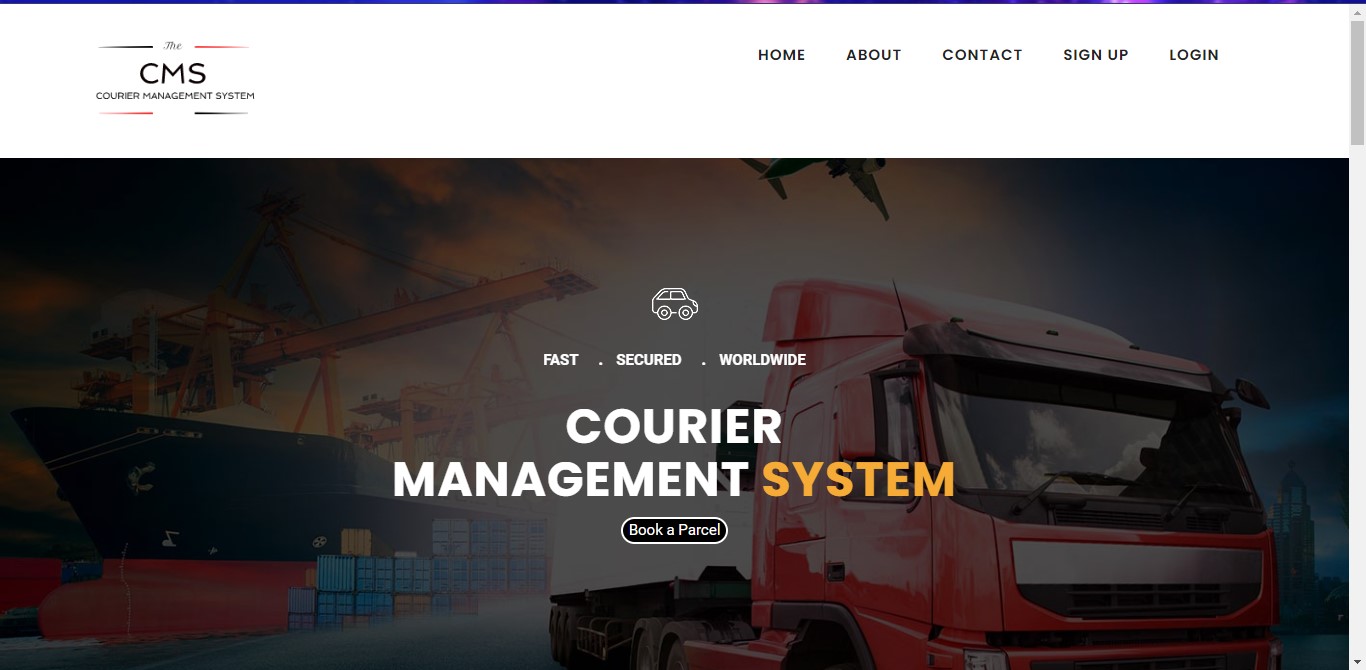 The
CMS
COURIER MANAGEMENT SYSTEM
HOME ABOUT CONTACT SIGN UP LOGIN
FAST . SECURED . WORLDWIDE
COURIER
MANAGEMENT SYSTEM
Book a Parcel